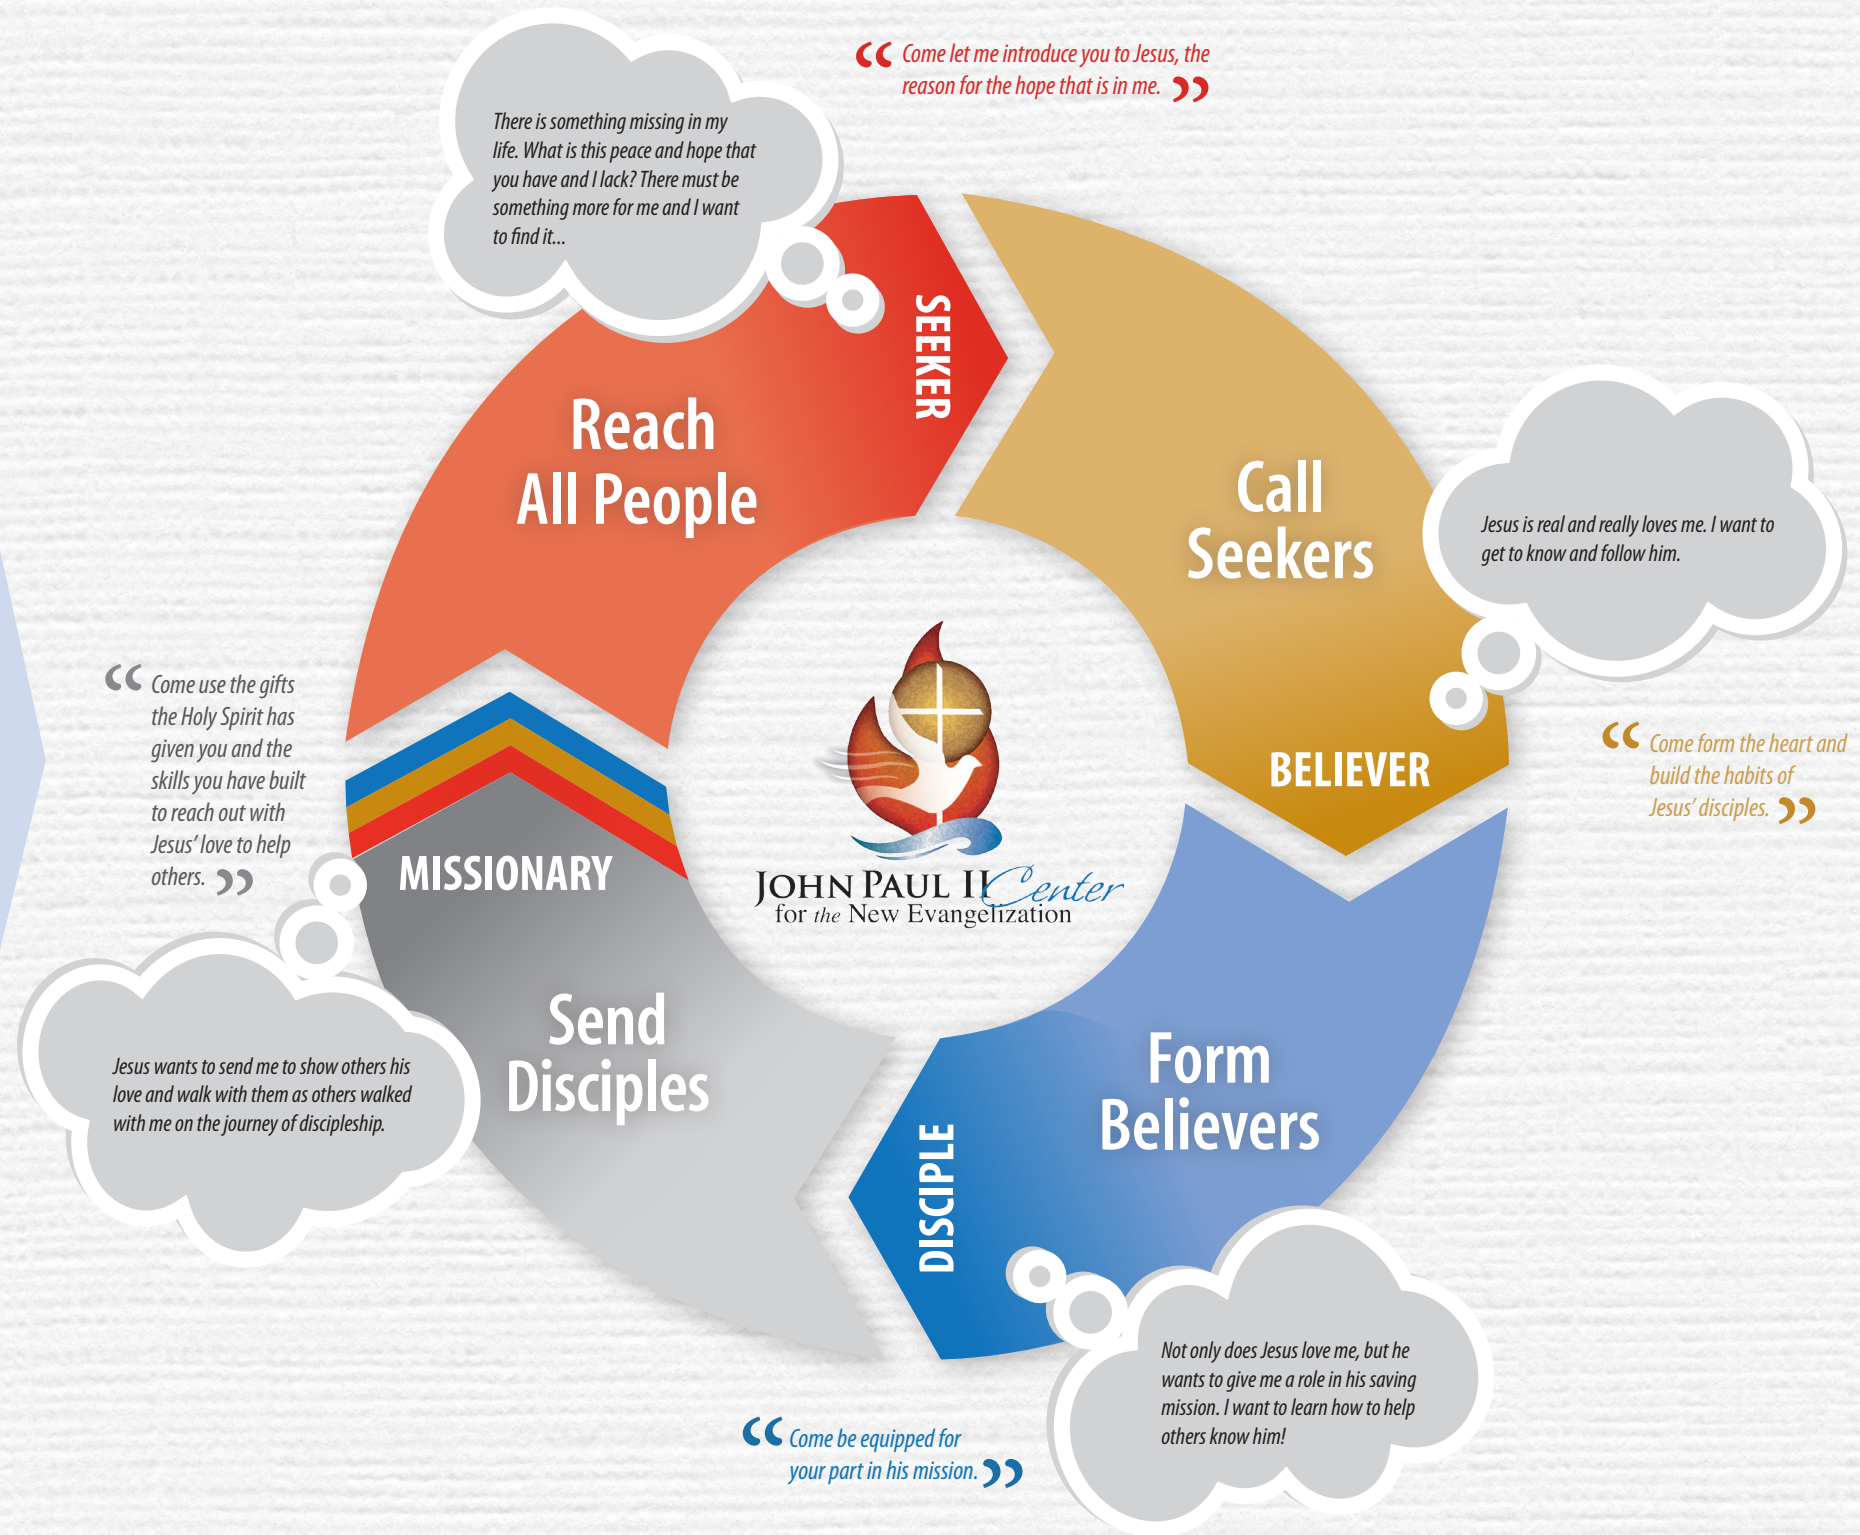 “ Come let me introduce you to Jesus, the
reason for the hope that is in me. ”
There is something missing in my
life. What is this peace and hope that
you have and I lack? There must be
something more for me and I want
to find it...
SEEKER
Reach
All People
Call
Seekers
Jesus is real and really loves me. I want to
get to know and follow him.
BELIEVER
“ Come form the heart and
build the habits of
Jesus’ disciples. ”
“ Come use the gifts
the Holy Spirit has
given you and the
skills you have built
to reach out with
Jesus’ love to help
others. ”
MISSIONARY
JOHN PAUL II Center
for the New Evangelization
Send
Disciples
Jesus wants to send me to show others his
love and walk with them as others walked
with me on the journey of discipleship.
Form
Believers
DISCIPLE
Not only does Jesus love me, but he
wants to give me a role in his saving
mission. I want to learn how to help
others know him!
“ Come be equipped for
your part in his mission. ”